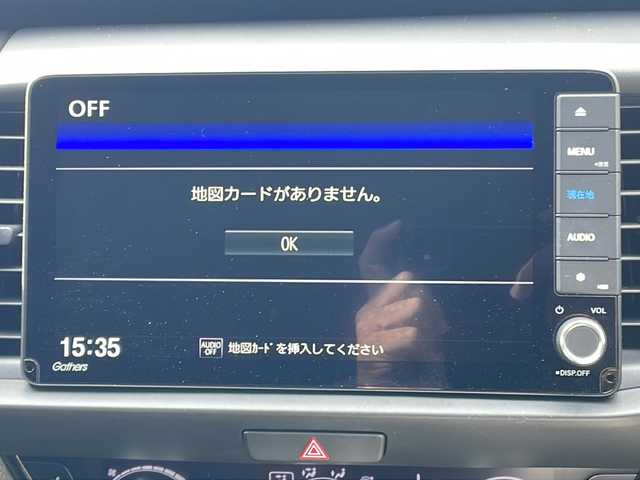 OFF
MENU
地図カードがありません。
現在地
OK
AUDIO
VOL
15:35
AUDIO OFF 地図ｶｰﾄﾞを挿入してください
Gathers
DISP.OFF